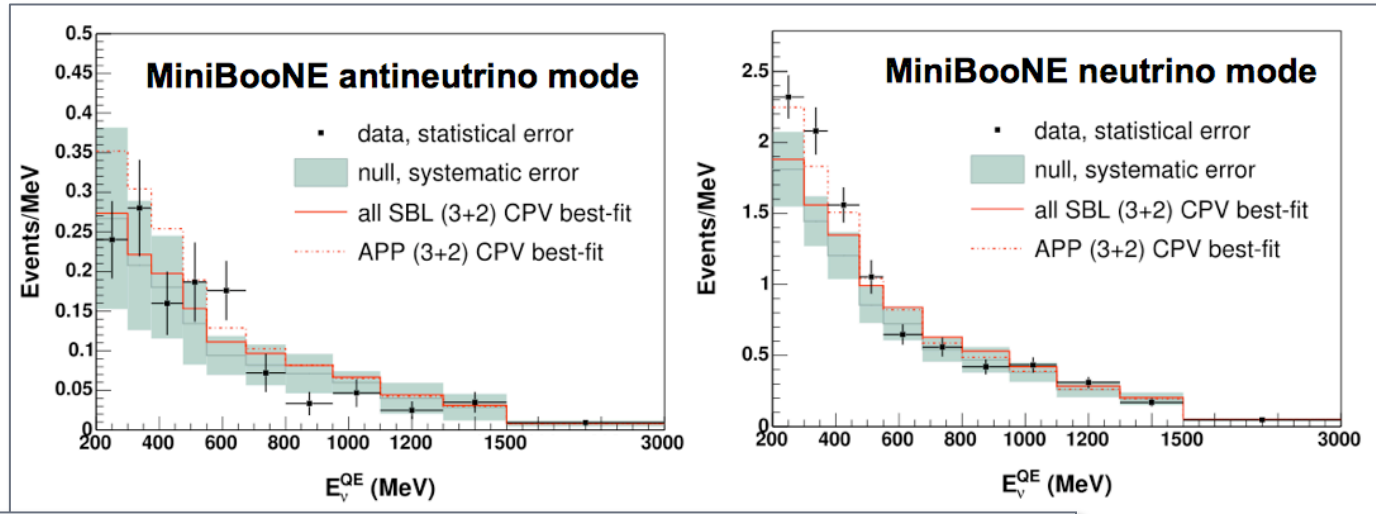 MiniBooNE antineutrino mode
data, statistical error
null, systematic error
all SBL (3+2) CPV best-fit
APP (3+2) CPV best-fit
Events/MeV
0.5
0.45
0.4
0.35
0.3
0.25
0.2
0.15
0.1
0.05
0
200 400 600 800 1000 1200 1500 3000
E_ν^QE (MeV)
MiniBooNE neutrino mode
data, statistical error
null, systematic error
all SBL (3+2) CPV best-fit
APP (3+2) CPV best-fit
Events/MeV
2.5
2
1.5
1
0.5
0
200 400 600 800 1000 1200 1500 3000
E_ν^QE (MeV)